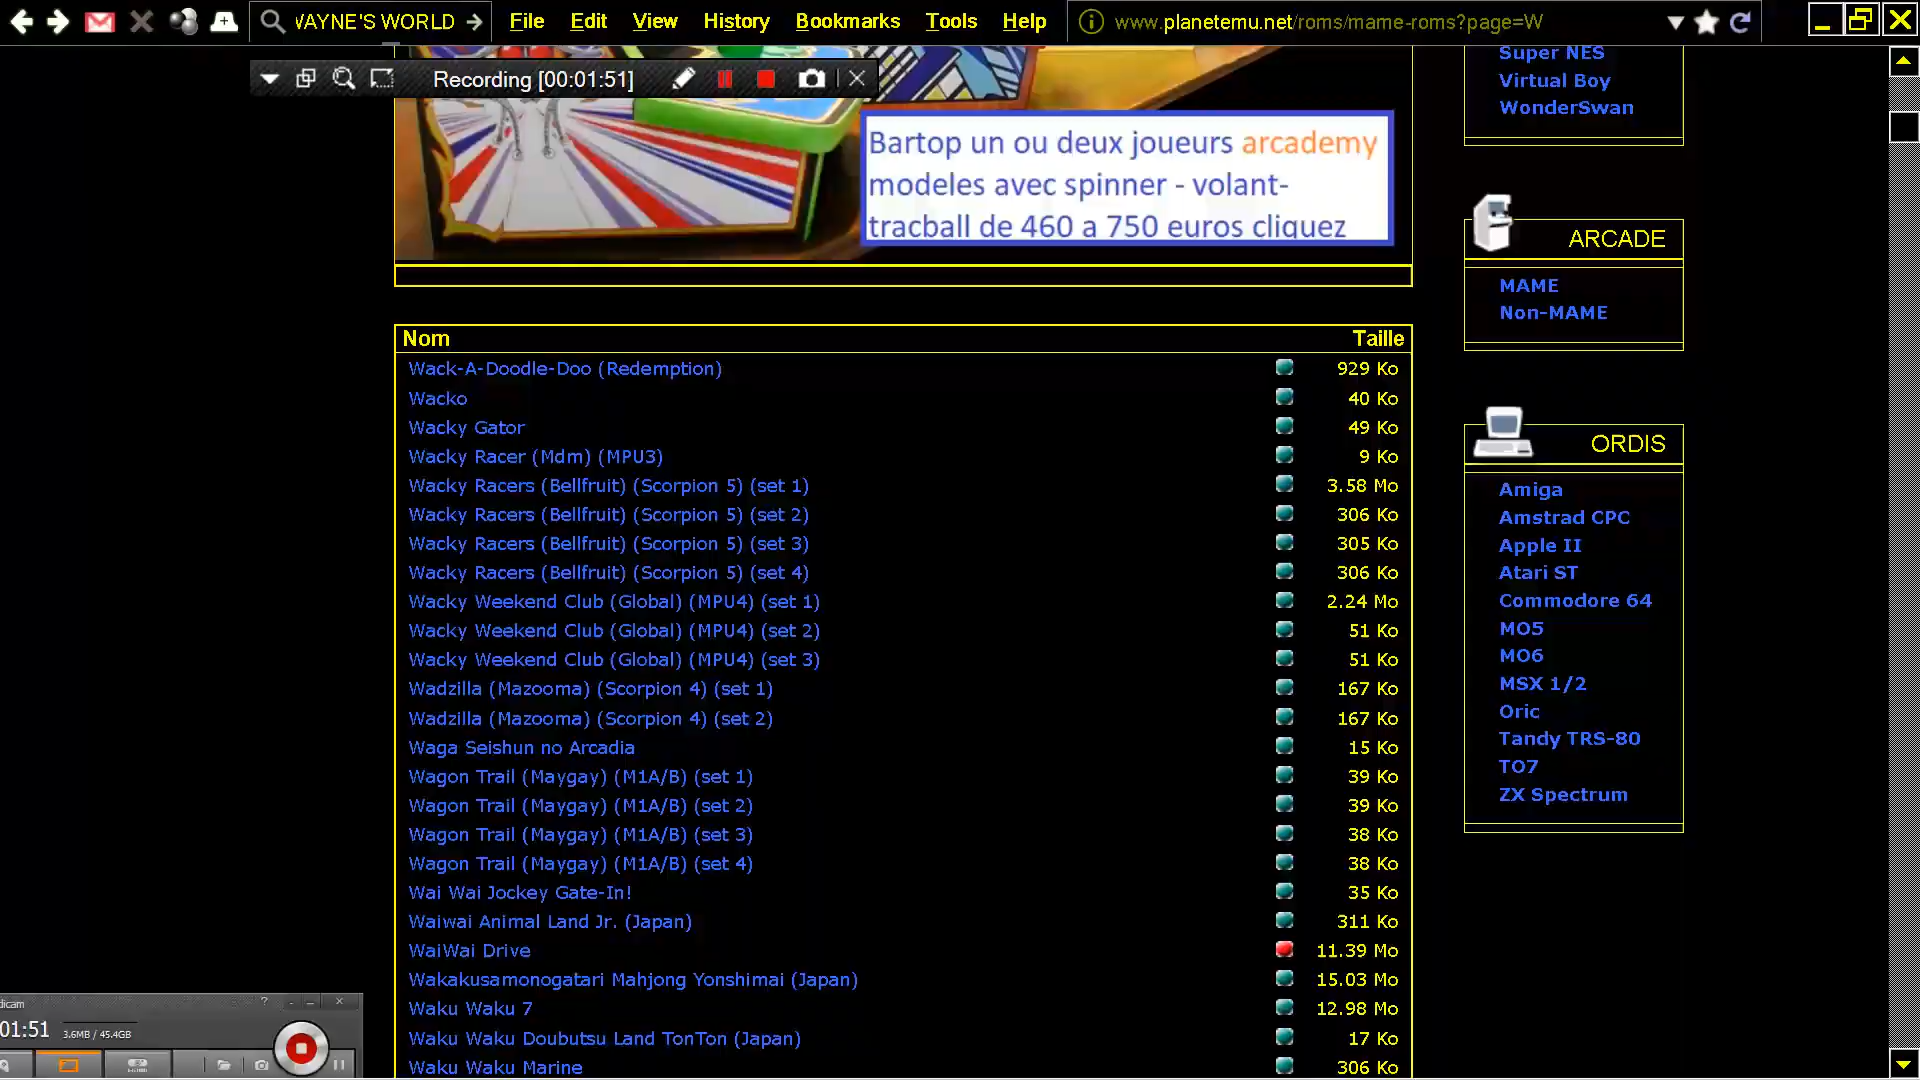 WAYNE'S WORLD
File Edit View History Bookmarks Tools Help
www.planetemu.net/roms/mame-roms?page=W
Recording [00:01:51]
Bartop un ou deux joueurs arcademy
modeles avec spinner - volant-
tracball de 460 a 750 euros cliquez
Nom Taille
Wack-A-Doodle-Doo (Redemption) 929 Ko
Wacko 40 Ko
Wacky Gator 49 Ko
Wacky Racer (Mdm) (MPU3) 9 Ko
Wacky Racers (Bellfruit) (Scorpion 5) (set 1) 3.58 Mo
Wacky Racers (Bellfruit) (Scorpion 5) (set 2) 306 Ko
Wacky Racers (Bellfruit) (Scorpion 5) (set 3) 305 Ko
Wacky Racers (Bellfruit) (Scorpion 5) (set 4) 306 Ko
Wacky Weekend Club (Global) (MPU4) (set 1) 2.24 Mo
Wacky Weekend Club (Global) (MPU4) (set 2) 51 Ko
Wacky Weekend Club (Global) (MPU4) (set 3) 51 Ko
Wadzilla (Mazooma) (Scorpion 4) (set 1) 167 Ko
Wadzilla (Mazooma) (Scorpion 4) (set 2) 167 Ko
Waga Seishun no Arcadia 15 Ko
Wagon Trail (Maygay) (M1A/B) (set 1) 39 Ko
Wagon Trail (Maygay) (M1A/B) (set 2) 39 Ko
Wagon Trail (Maygay) (M1A/B) (set 3) 38 Ko
Wagon Trail (Maygay) (M1A/B) (set 4) 38 Ko
Wai Wai Jockey Gate-In! 35 Ko
Waiwai Animal Land Jr. (Japan) 311 Ko
WaiWai Drive 11.39 Mo
Wakakusamonogatari Mahjong Yonshimai (Japan) 15.03 Mo
Waku Waku 7 12.98 Mo
Waku Waku Doubutsu Land TonTon (Japan) 17 Ko
Waku Waku Marine 306 Ko
Super NES
Virtual Boy
WonderSwan
ARCADE
MAME
Non-MAME
ORDIS
Amiga
Amstrad CPC
Apple II
Atari ST
Commodore 64
MO5
MO6
MSX 1/2
Oric
Tandy TRS-80
TO7
ZX Spectrum
dicam
01:51 3.6MB / 45.4GB